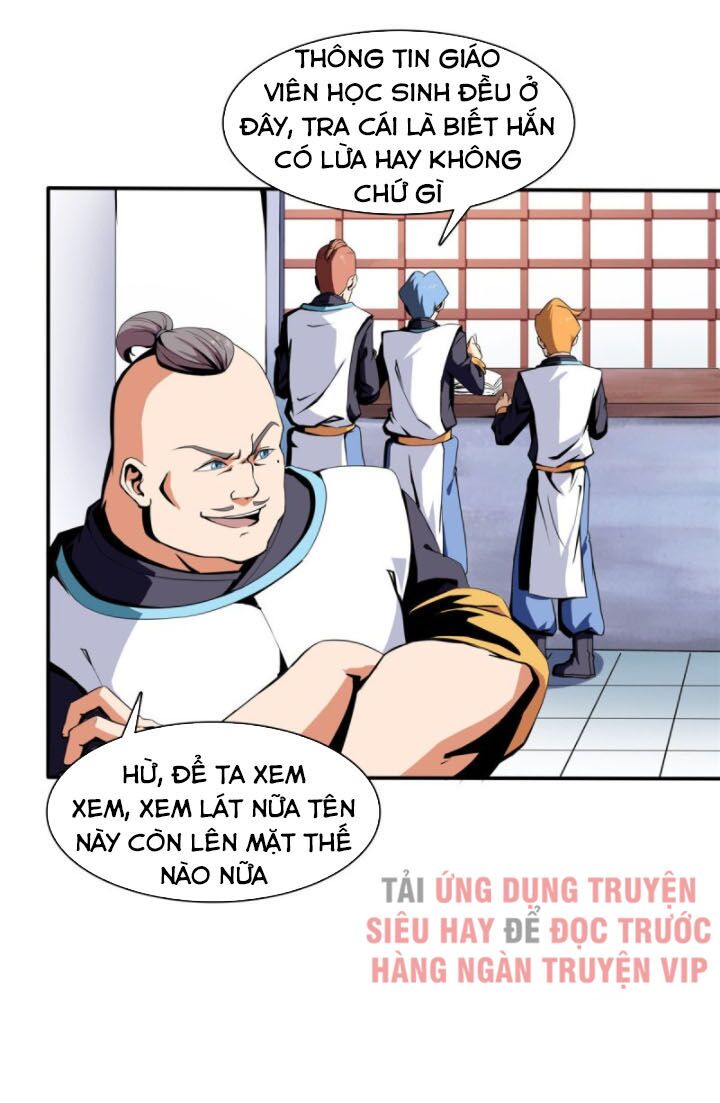 THÔNG TIN GIÁO
VIÊN HỌC SINH ĐỀU Ở
ĐÂY, TRA CÁI LÀ BIẾT HẮN
CÓ LỪA HAY KHÔNG
CHỨ GÌ
HỪ, ĐỂ TA XEM
XEM, XEM LÁT NỮA TÊN
NÀY CÒN LÊN MẶT THẾ
NÀO NỮA
TẢI ỨNG DỤNG TRUYỆN
SIÊU HAY ĐỂ ĐỌC TRƯỚC
HÀNG NGÀN TRUYỆN VIP